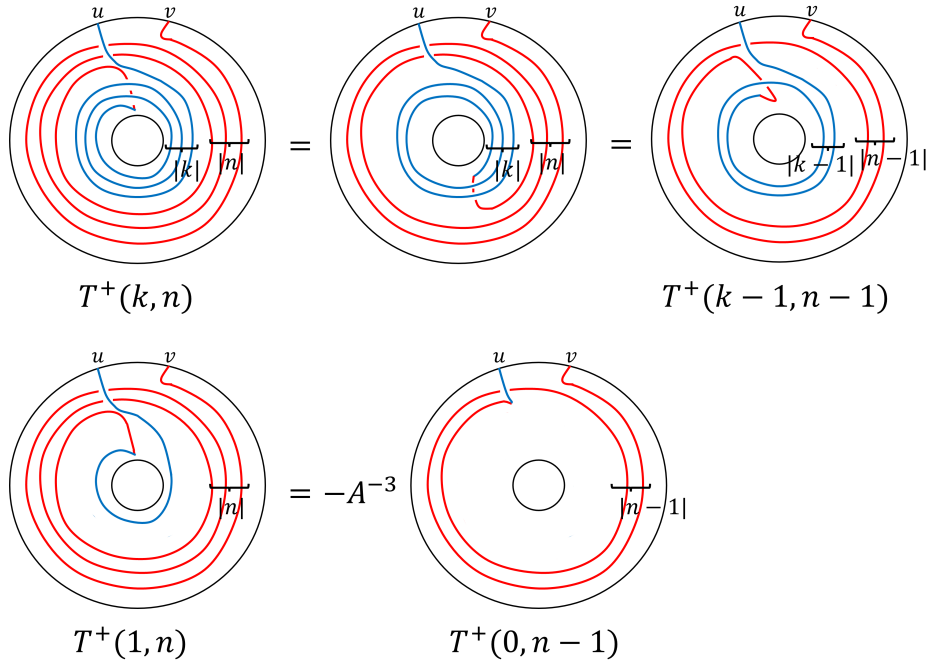 u v u v u v
|k| |n| = |k| |n| = |k − 1| |n − 1|
T⁺(k, n) T⁺(k − 1, n − 1)
u v u v
|n| = −A⁻³ |n − 1|
T⁺(1, n) T⁺(0, n − 1)